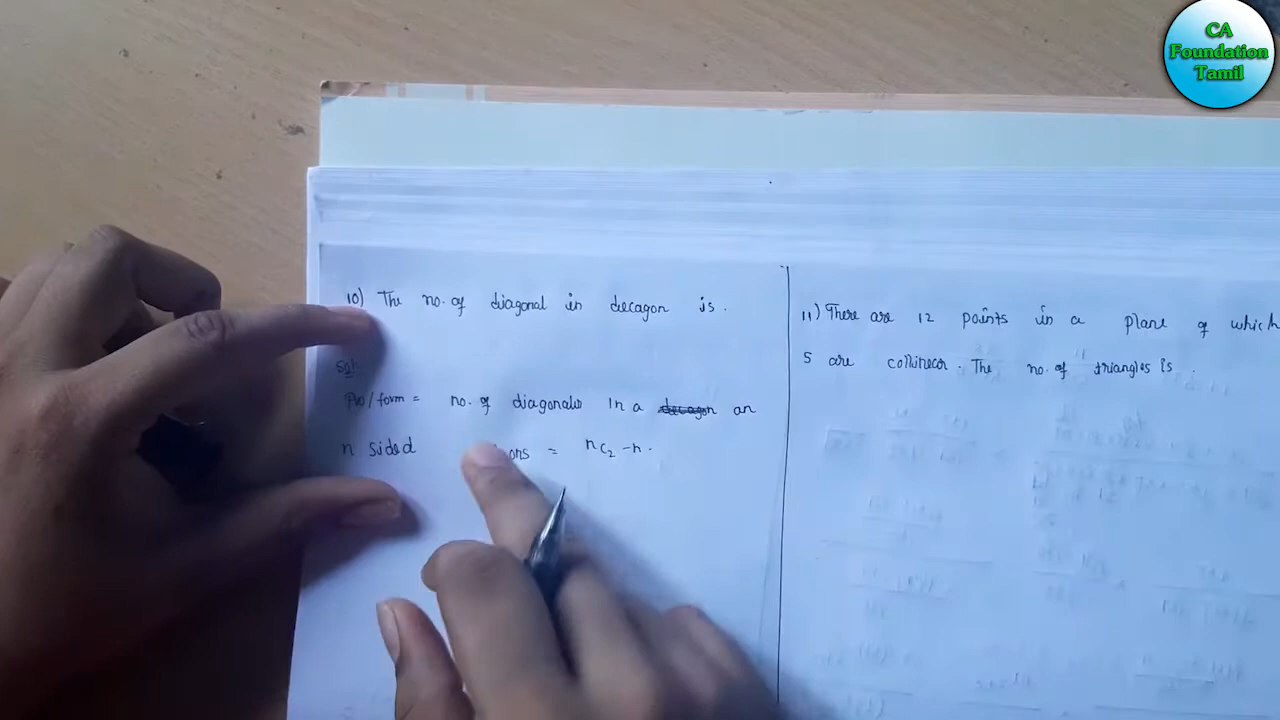 CA
Foundation
Tamil
10) The no. of diagonal in decagon is.
Soln
Pro/form = no. of diagonals in a decagon an
n sided ons = nC2 - n.
11) There are 12 points in a plane of which
5 are collinear. The no. of triangles is.